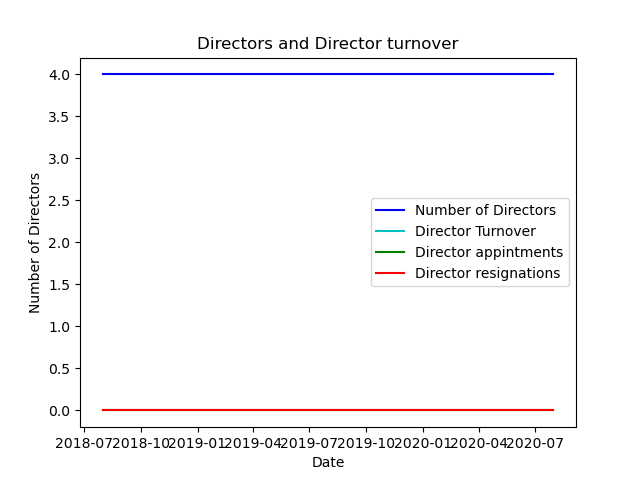 Directors and Director turnover
4.0
3.5
3.0
2.5
2.0
1.5
1.0
0.5
0.0
Number of Directors
Number of Directors
Director Turnover
Director appintments
Director resignations
2018-07 2018-10 2019-01 2019-04 2019-07 2019-10 2020-01 2020-04 2020-07
Date